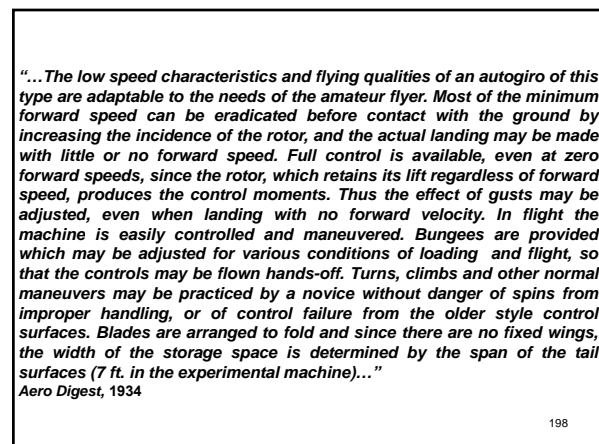 “…The low speed characteristics and flying qualities of an autogiro of this
type are adaptable to the needs of the amateur flyer. Most of the minimum
forward speed can be eradicated before contact with the ground by
increasing the incidence of the rotor, and the actual landing may be made
with little or no forward speed. Full control is available, even at zero
forward speeds, since the rotor, which retains its lift regardless of forward
speed, produces the control moments. Thus the effect of gusts may be
adjusted, even when landing with no forward velocity. In flight the
machine is easily controlled and maneuvered. Bungees are provided
which may be adjusted for various conditions of loading and flight, so
that the controls may be flown hands-off. Turns, climbs and other normal
maneuvers may be practiced by a novice without danger of spins from
improper handling, or of control failure from the older style control
surfaces. Blades are arranged to fold and since there are no fixed wings,
the width of the storage space is determined by the span of the tail
surfaces (7 ft. in the experimental machine)…”
Aero Digest, 1934
198